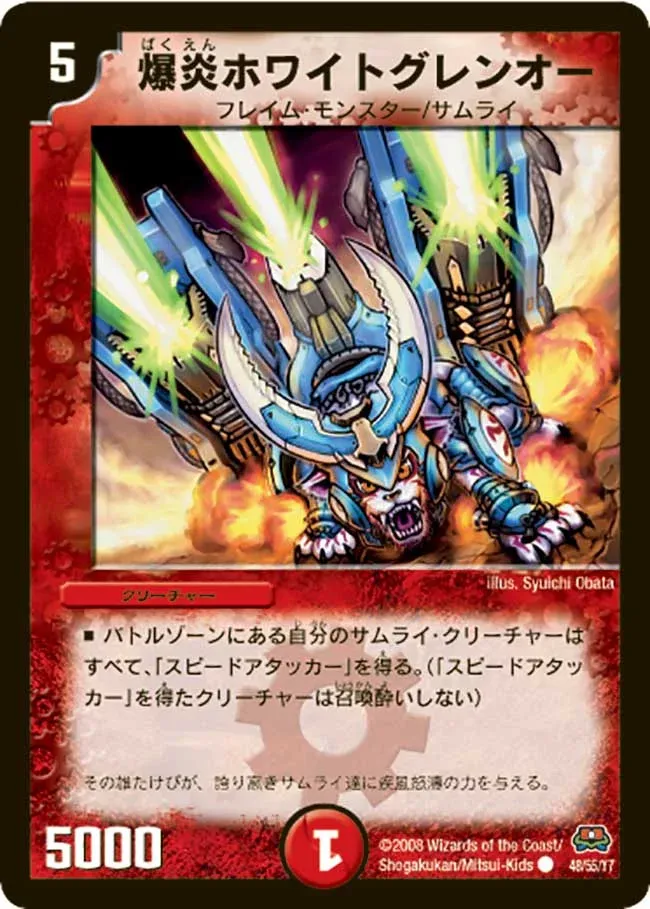 5
ばくえん
爆炎ホワイトグレンオー
フレイム・モンスター/サムライ
illus. Syuichi Obata
クリーチャー
■ バトルゾーンにある自分のサムライ・クリーチャーは
すべて、「スピードアタッカー」を得る。(「スピードアタッ
カー」を得たクリーチャーは召喚酔いしない)
その雄たけびが、誇り高きサムライ達に疾風怒濤の力を与える。
5000
1
©2008 Wizards of the Coast/
Shogakukan/Mitsui-Kids
48/55/Y7